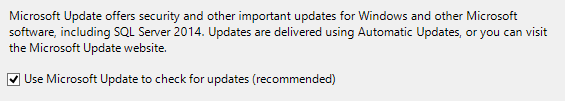 Microsoft Update offers security and other important updates for Windows and other Microsoft
software, including SQL Server 2014. Updates are delivered using Automatic Updates, or you can visit
the Microsoft Update website.
Use Microsoft Update to check for updates (recommended)